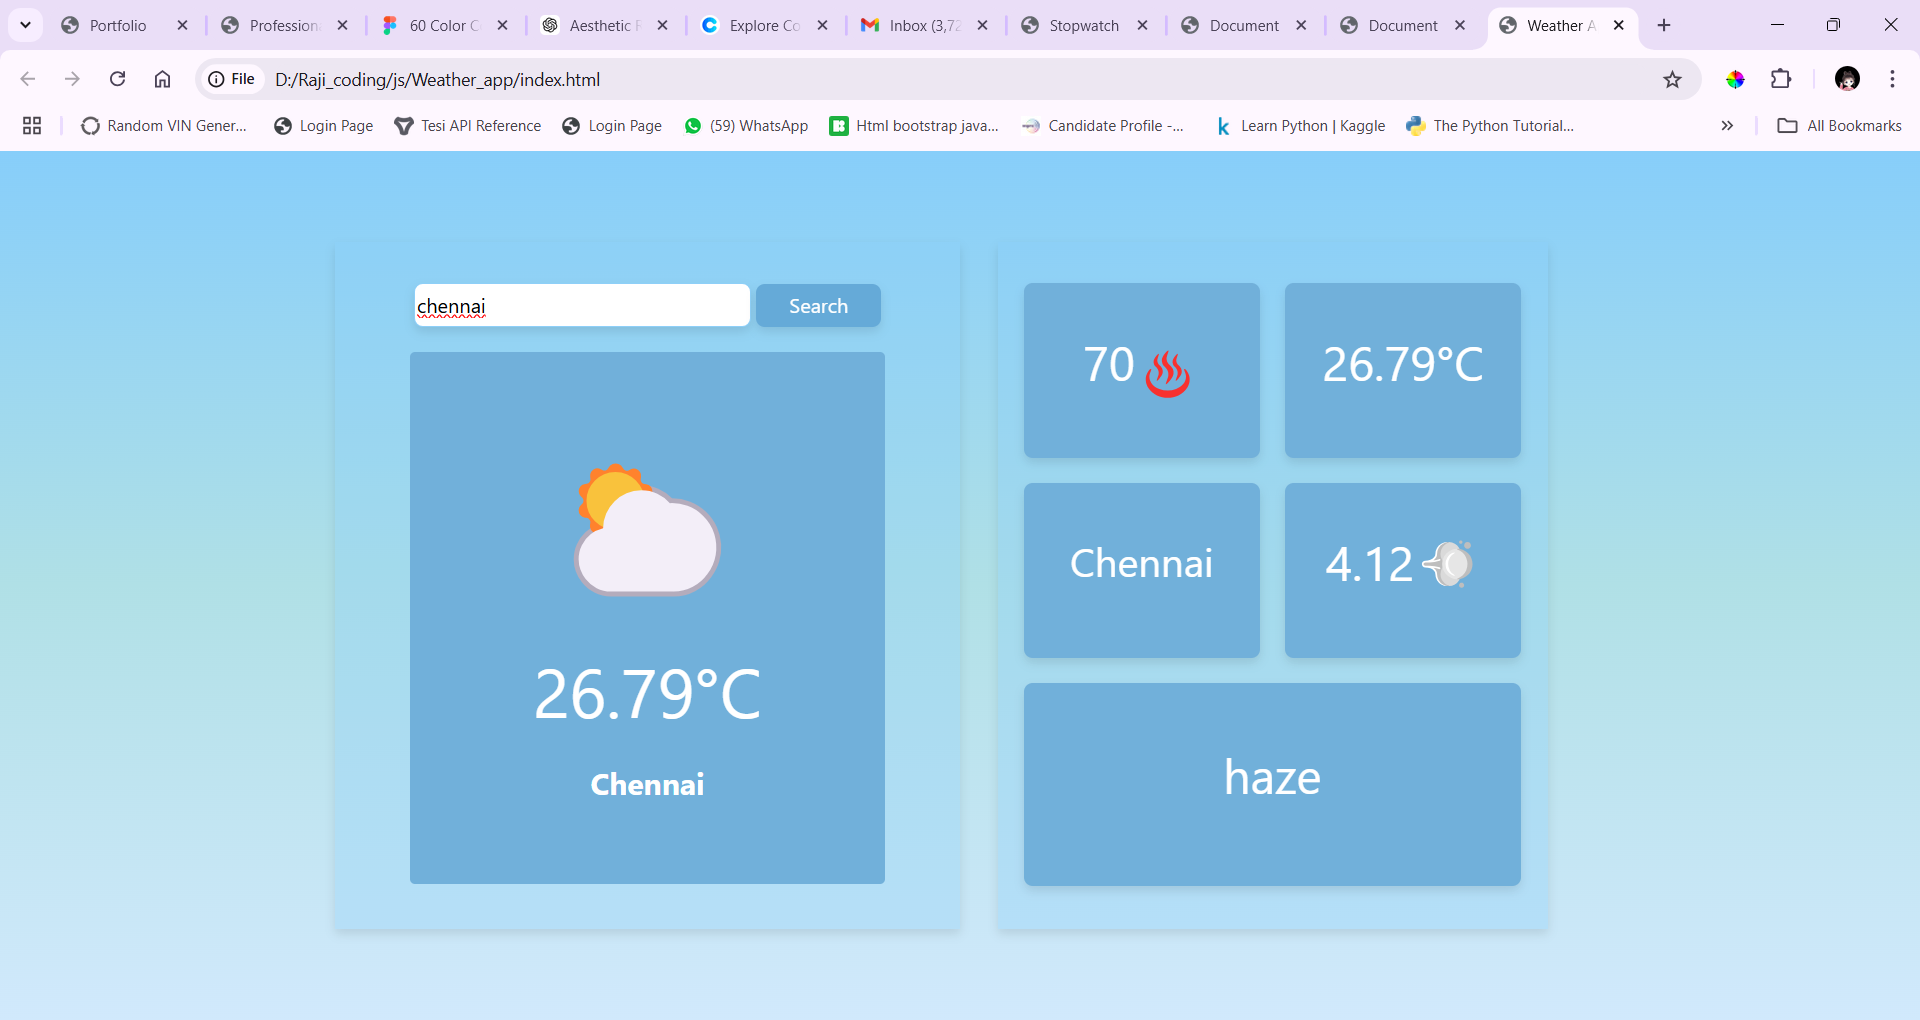 Portfolio
Profession
60 Color C
Aesthetic F
Explore Co
Inbox (3,72
Stopwatch
Document
Document
Weather A
File
D:/Raji_coding/js/Weather_app/index.html
Random VIN Gener...
Login Page
Tesi API Reference
Login Page
(59) WhatsApp
Html bootstrap java...
Candidate Profile -...
Learn Python | Kaggle
The Python Tutorial...
All Bookmarks
chennai
Search
26.79°C
Chennai
70
26.79°C
Chennai
4.12
haze